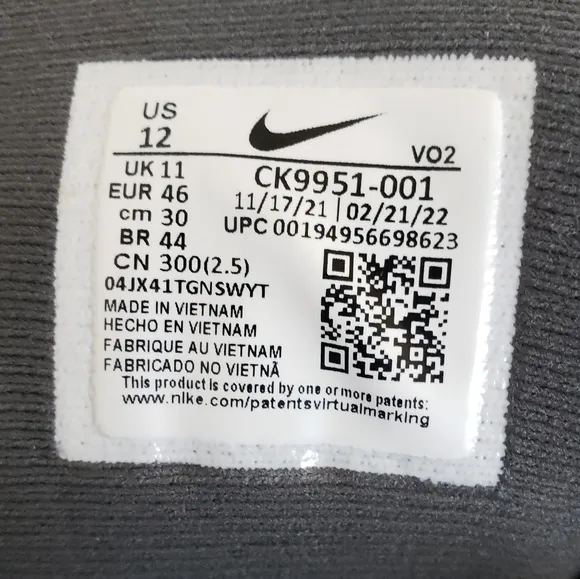 US
12
VO2
UK 11
EUR 46
cm 30
BR 44
CK9951-001
11/17/21 | 02/21/22
UPC 00194956698623
CN 300(2.5)
04JX41TGNSWYT
MADE IN VIETNAM
HECHO EN VIETNAM
FABRIQUE AU VIETNAM
FABRICADO NO VIETNÃ
This product is covered by one or more patents:
www.nike.com/patentsvirtualmarking